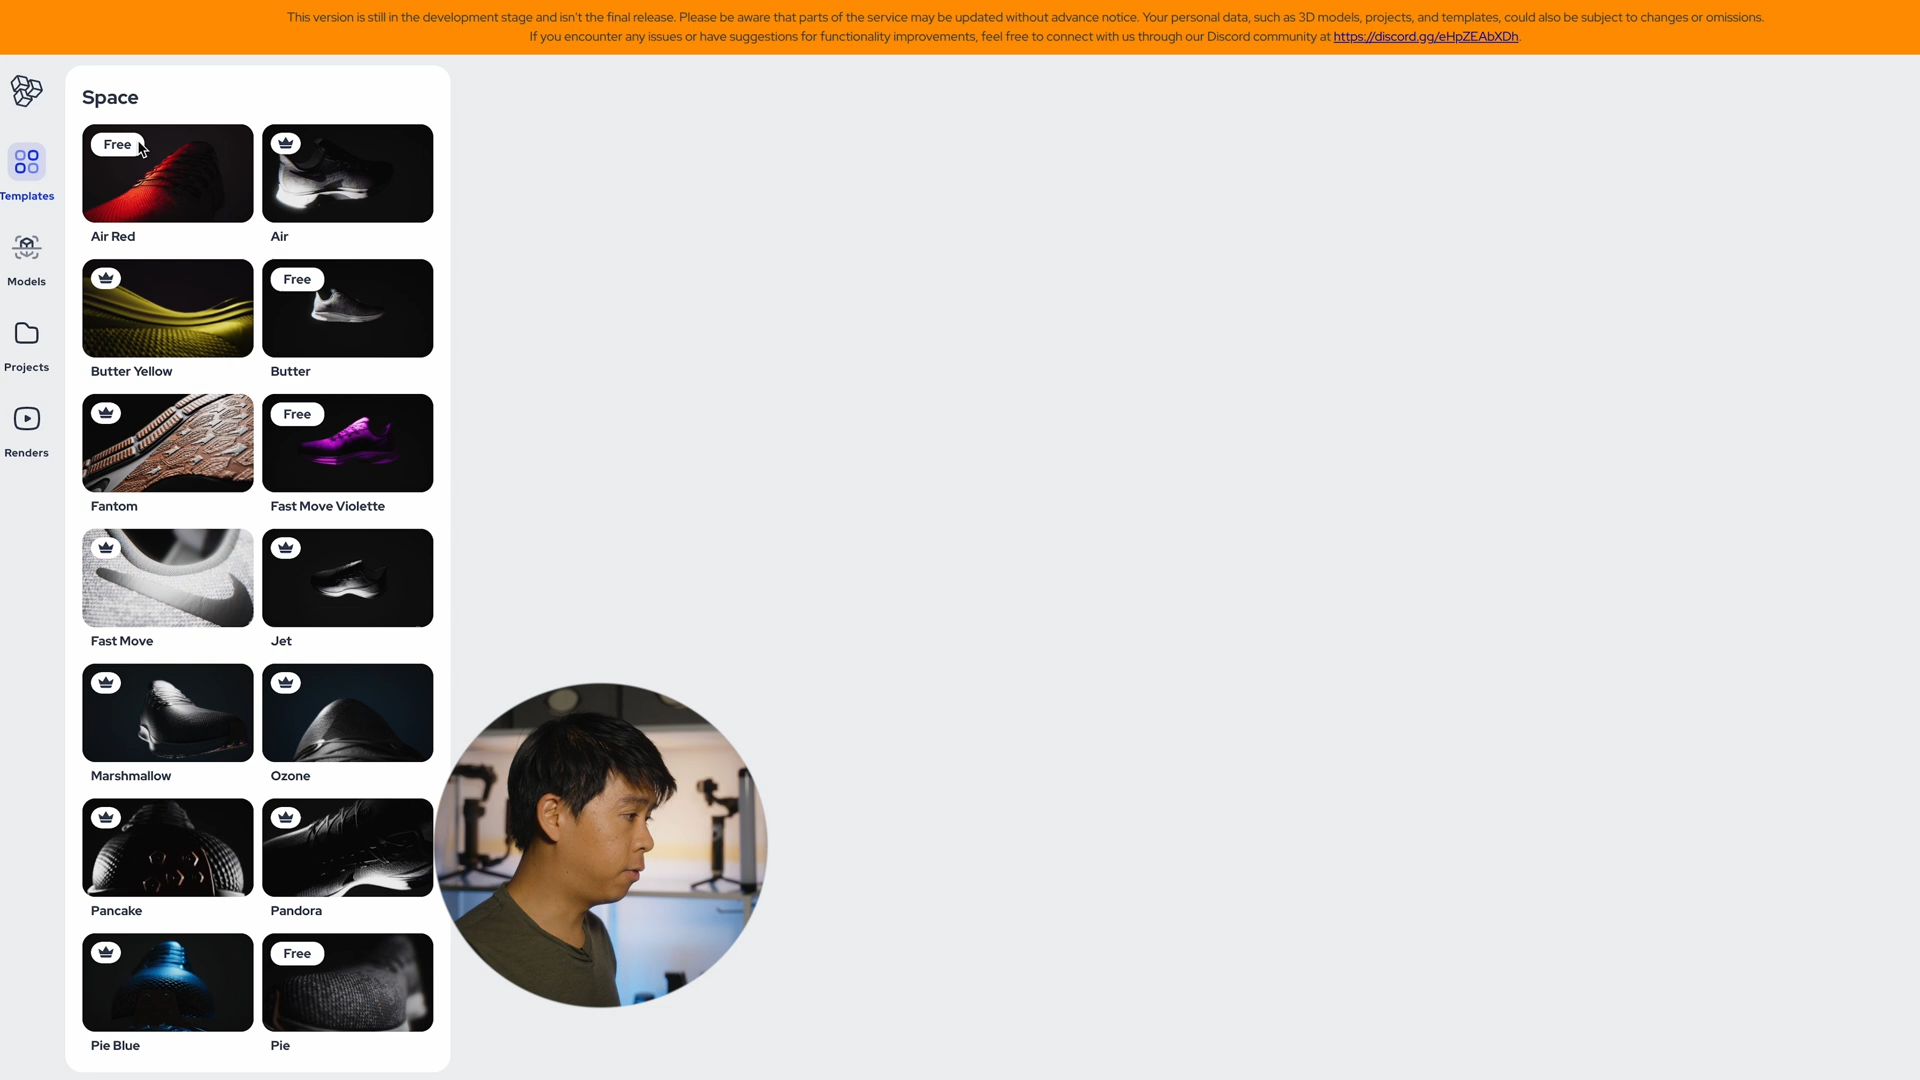 This version is still in the development stage and isn't the final release. Please be aware that parts of the service may be updated without advance notice. Your personal data, such as 3D models, projects, and templates, could also be subject to changes or omissions.
If you encounter any issues or have suggestions for functionality improvements, feel free to connect with us through our Discord community at https://discord.gg/eHpZEAbXDh.
Templates
Models
Projects
Renders
Space
Free
Air Red
Air
Free
Butter Yellow
Butter
Free
Fantom
Fast Move Violette
Fast Move
Jet
Marshmallow
Ozone
Pancake
Pandora
Free
Pie Blue
Pie